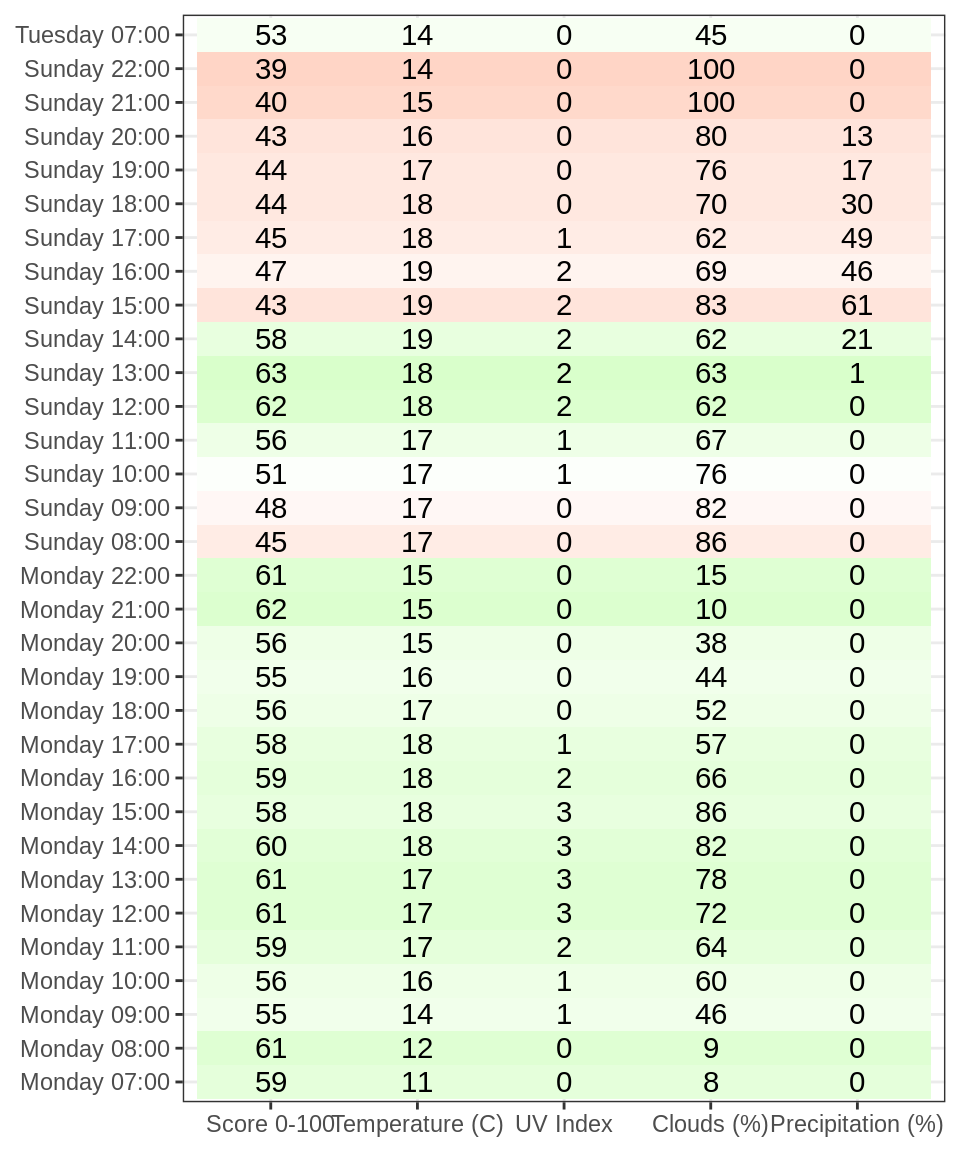 Tuesday 07:00 53 14 0 45 0
Sunday 22:00 39 14 0 100 0
Sunday 21:00 40 15 0 100 0
Sunday 20:00 43 16 0 80 13
Sunday 19:00 44 17 0 76 17
Sunday 18:00 44 18 0 70 30
Sunday 17:00 45 18 1 62 49
Sunday 16:00 47 19 2 69 46
Sunday 15:00 43 19 2 83 61
Sunday 14:00 58 19 2 62 21
Sunday 13:00 63 18 2 63 1
Sunday 12:00 62 18 2 62 0
Sunday 11:00 56 17 1 67 0
Sunday 10:00 51 17 1 76 0
Sunday 09:00 48 17 0 82 0
Sunday 08:00 45 17 0 86 0
Monday 22:00 61 15 0 15 0
Monday 21:00 62 15 0 10 0
Monday 20:00 56 15 0 38 0
Monday 19:00 55 16 0 44 0
Monday 18:00 56 17 0 52 0
Monday 17:00 58 18 1 57 0
Monday 16:00 59 18 2 66 0
Monday 15:00 58 18 3 86 0
Monday 14:00 60 18 3 82 0
Monday 13:00 61 17 3 78 0
Monday 12:00 61 17 3 72 0
Monday 11:00 59 17 2 64 0
Monday 10:00 56 16 1 60 0
Monday 09:00 55 14 1 46 0
Monday 08:00 61 12 0 9 0
Monday 07:00 59 11 0 8 0
Score 0-100 Temperature (C) UV Index Clouds (%) Precipitation (%)